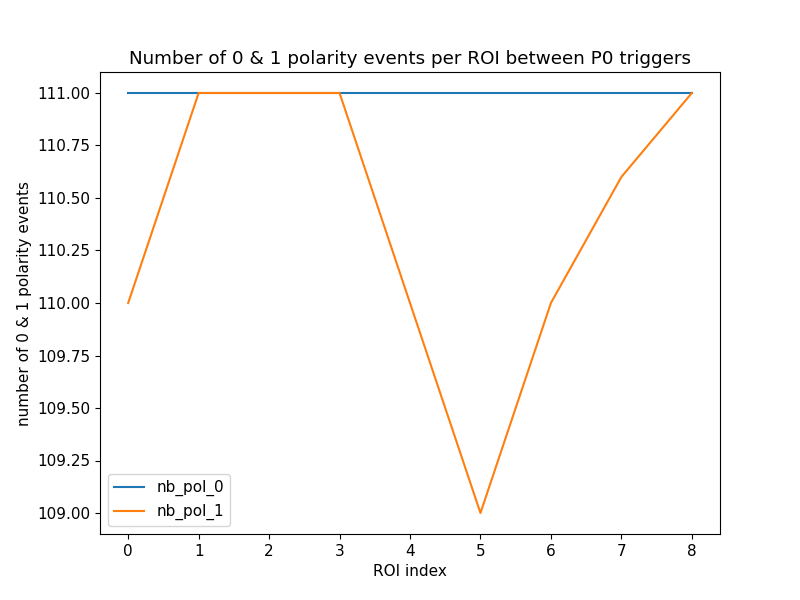 Number of 0 & 1 polarity events per ROI between P0 triggers
111.00
110.75
110.50
110.25
110.00
109.75
109.50
109.25
109.00
number of 0 & 1 polarity events
nb_pol_0
nb_pol_1
0 1 2 3 4 5 6 7 8
ROI index